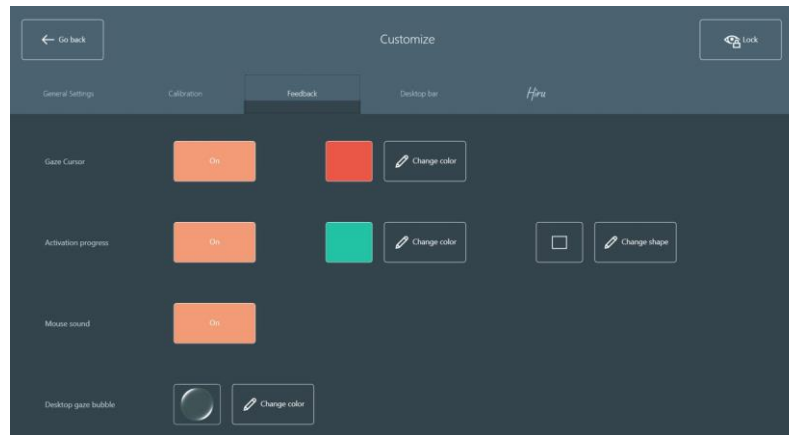 Go back
Customize
Lock
General Settings
Calibration
Feedback
Desktop bar
Hiru
Gaze Cursor
On
Change color
Activation progress
On
Change color
Change shape
Mouse sound
On
Desktop gaze bubble
Change color